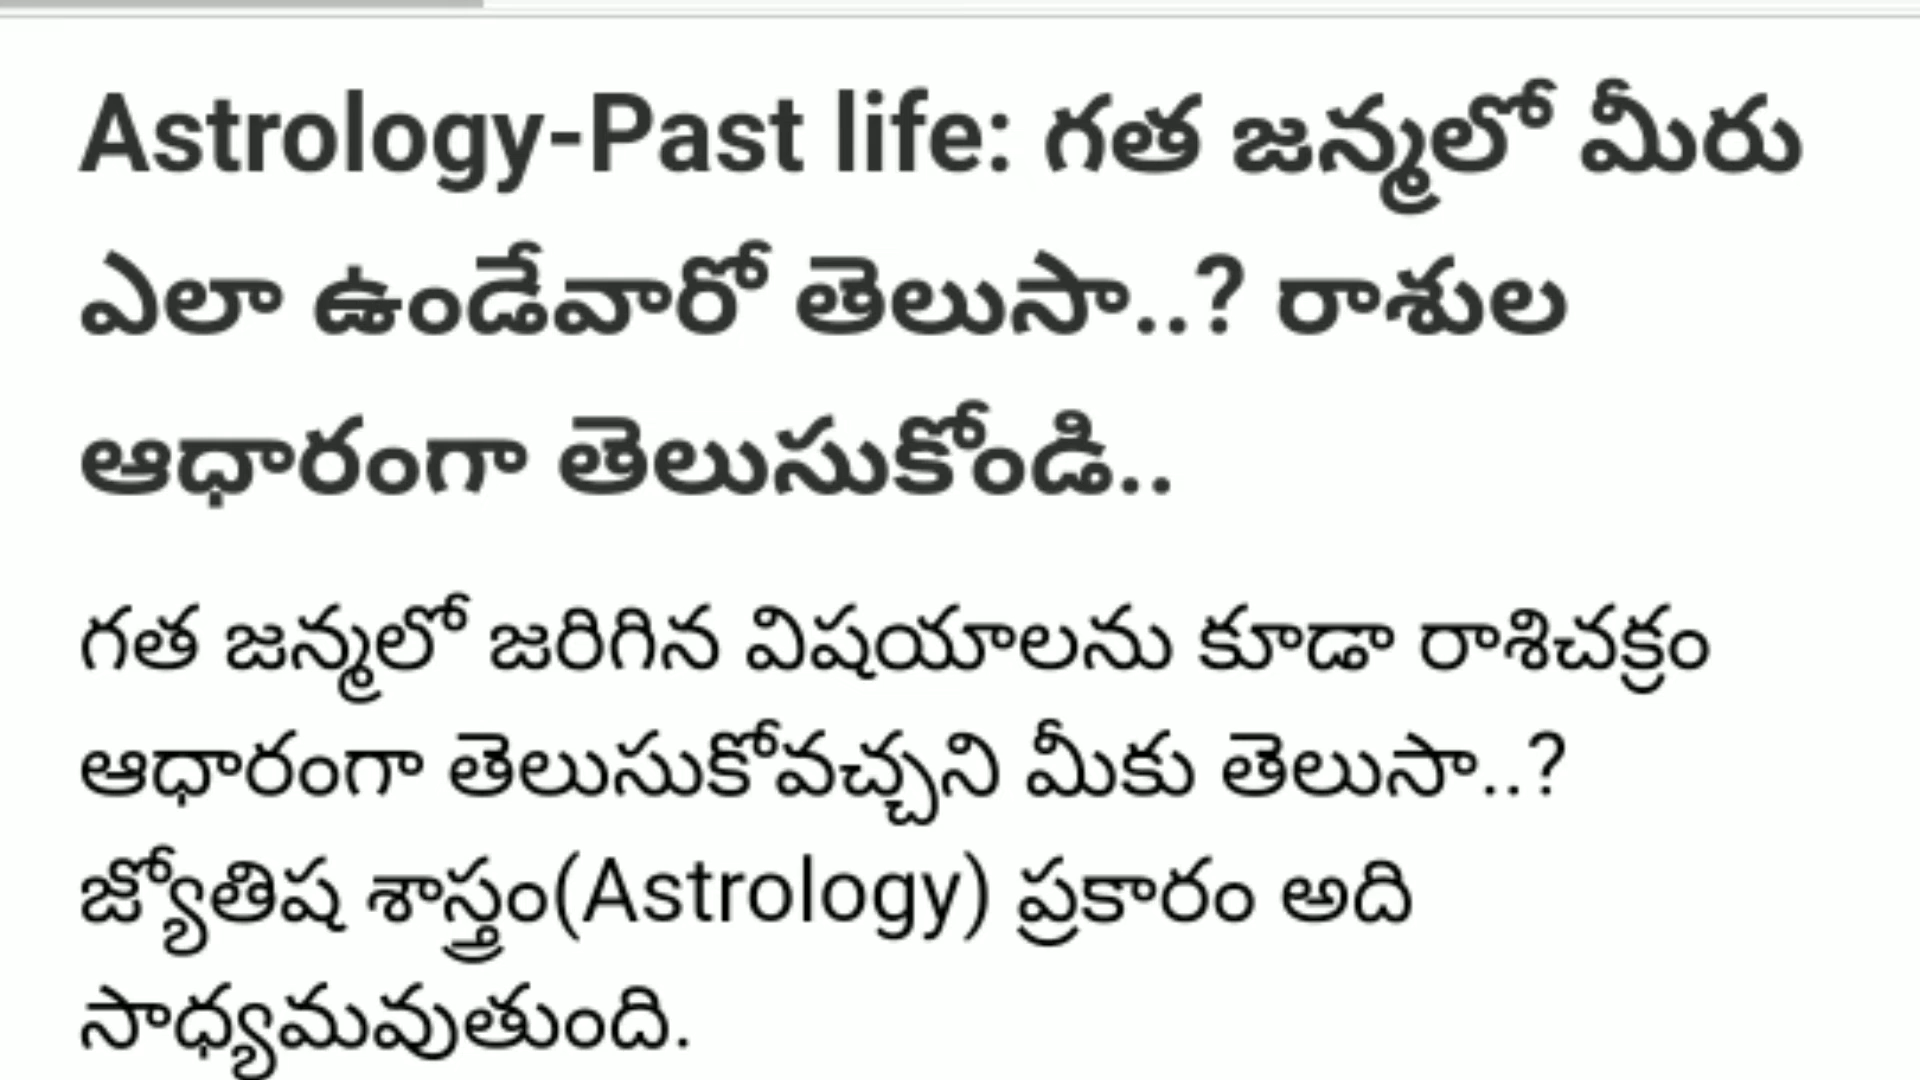 Astrology-Past life: గత జన్మలో మీరు
ఎలా ఉండేవారో తెలుసా..? రాశుల
ఆధారంగా తెలుసుకోండి..
గత జన్మలో జరిగిన విషయాలను కూడా రాశిచక్రం
ఆధారంగా తెలుసుకోవచ్చని మీకు తెలుసా..?
జ్యోతిష శాస్త్రం(Astrology) ప్రకారం అది
సాధ్యమవుతుంది.